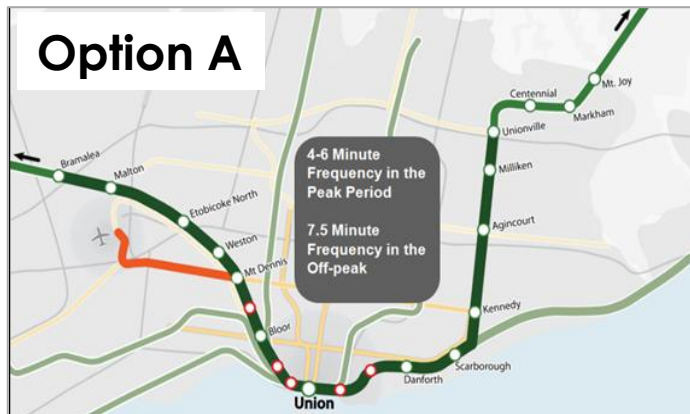 Option A
Mt. Joy
Centennial
Markham
Unionville
4-6 Minute
Frequency in the
Peak Period
7.5 Minute
Frequency in the
Off-peak
Bramalea
Malton
Milliken
Etobicoke North
Weston
Agincourt
Mt Dennis
Kennedy
Bloor
Scarborough
Danforth
Union